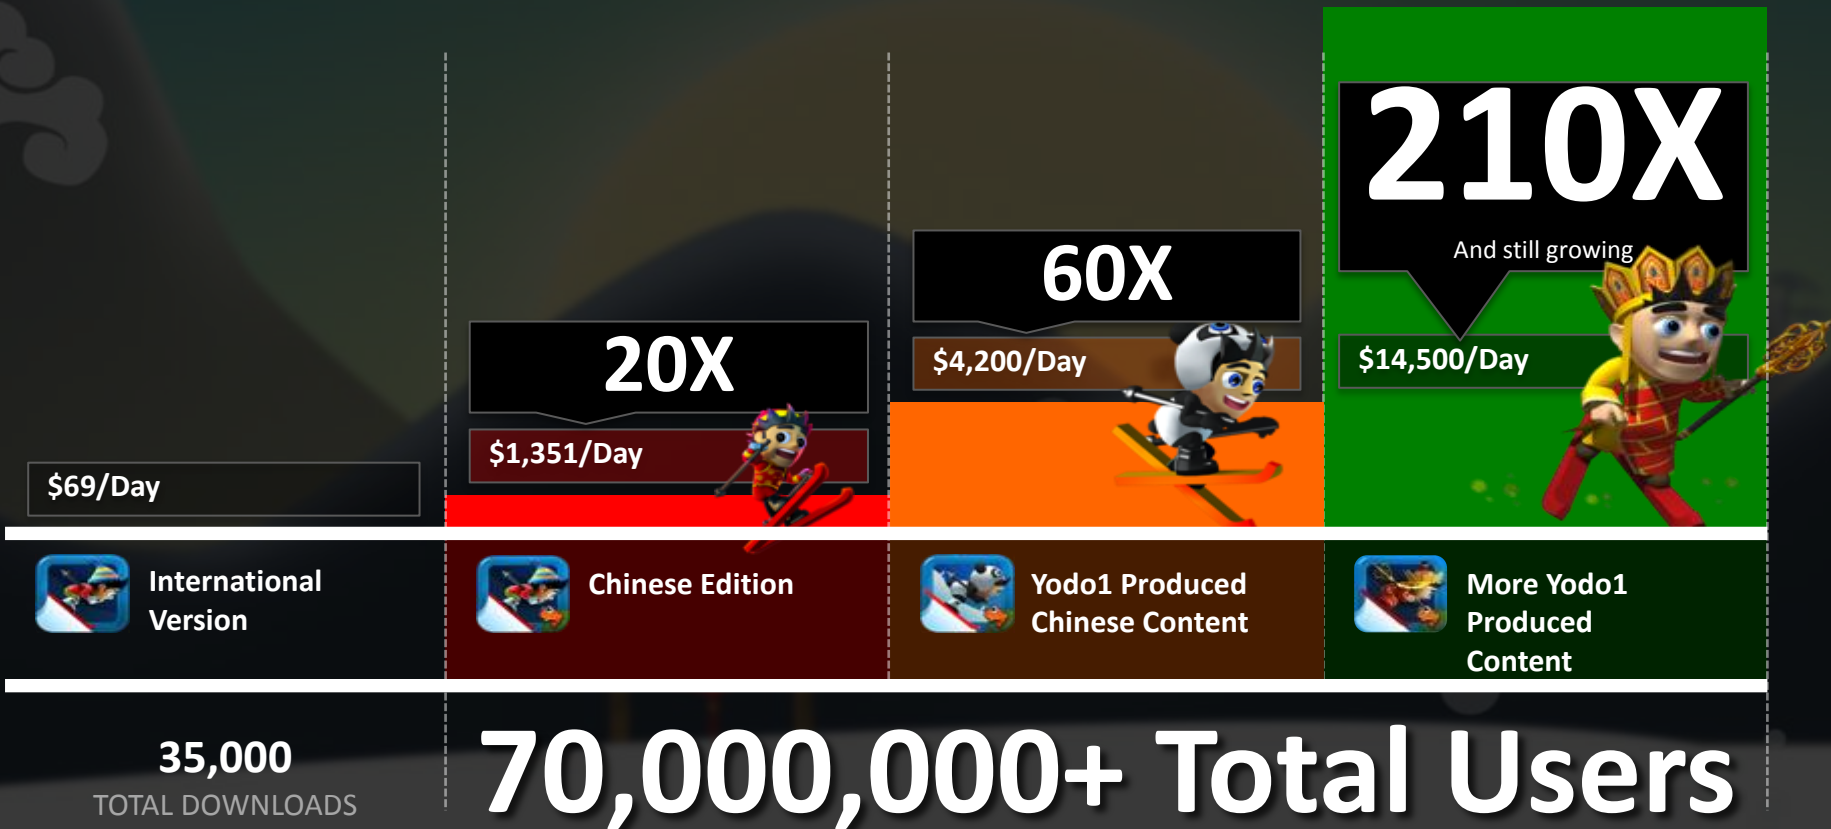 210X
And still growing
60X
20X
$14,500/Day
$4,200/Day
$1,351/Day
$69/Day
International
Version
Chinese Edition
Yodo1 Produced
Chinese Content
More Yodo1
Produced
Content
35,000
TOTAL DOWNLOADS
70,000,000+ Total Users